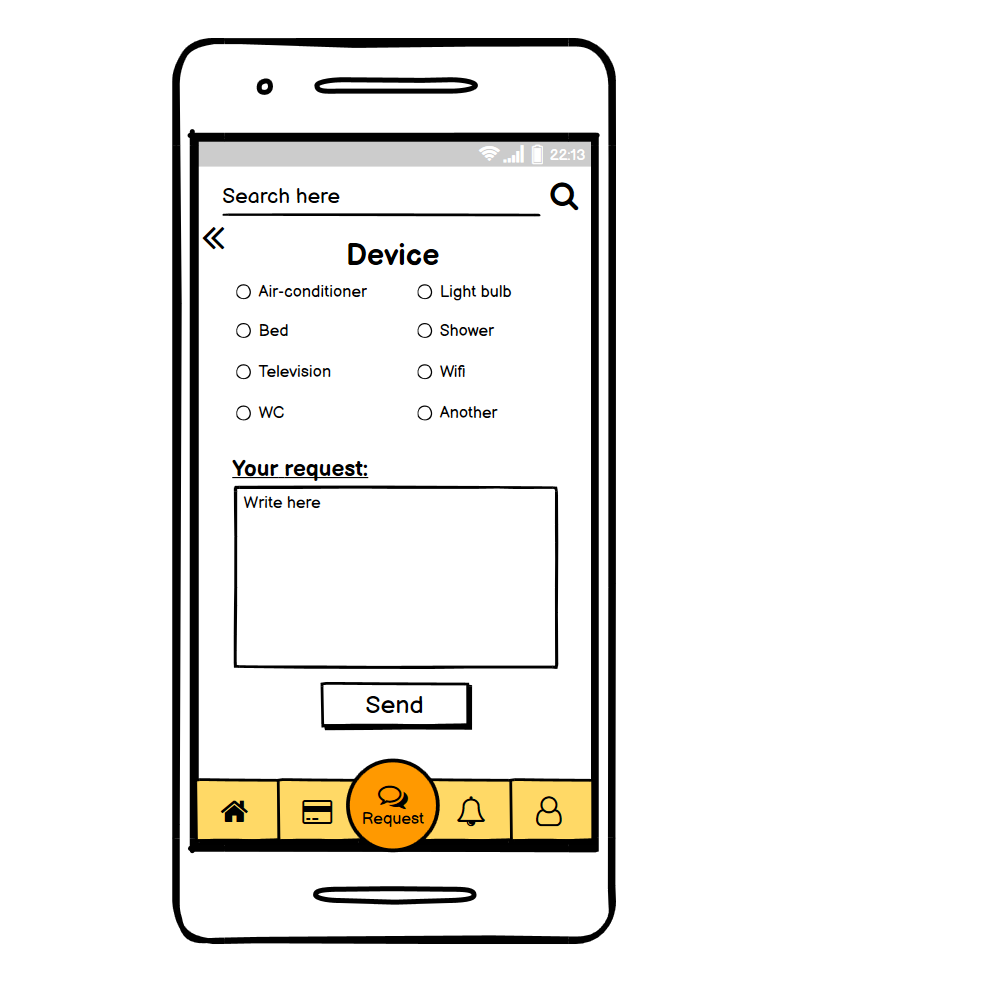 22:13
Search here
Device
Air-conditioner
Light bulb
Bed
Shower
Television
Wifi
WC
Another
Your request:
Write here
Send
Request